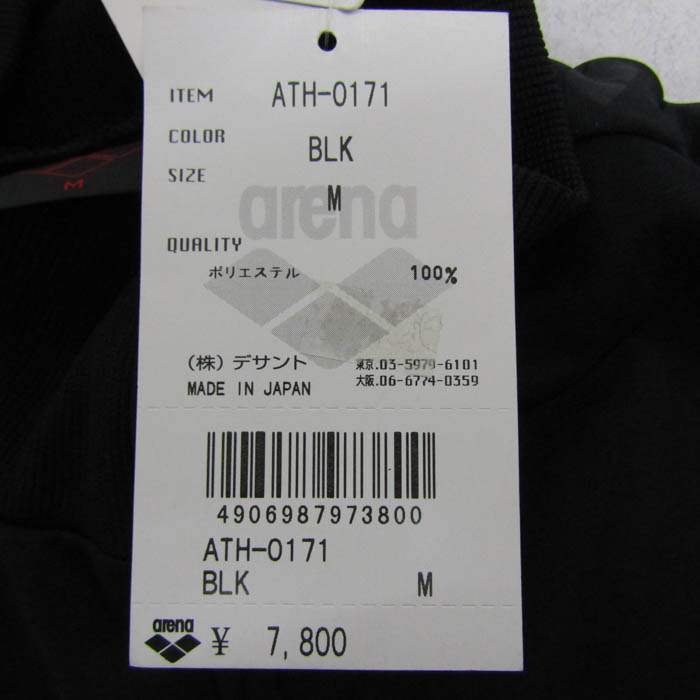 ITEM ATH-0171
COLOR BLK
SIZE M
arena
QUALITY
ポリエステル 100%
(株)デサント 東京.03-5979-6101
MADE IN JAPAN 大阪.06-6774-0359
4906987973800
ATH-0171
BLK M
arena ¥ 7,800
M